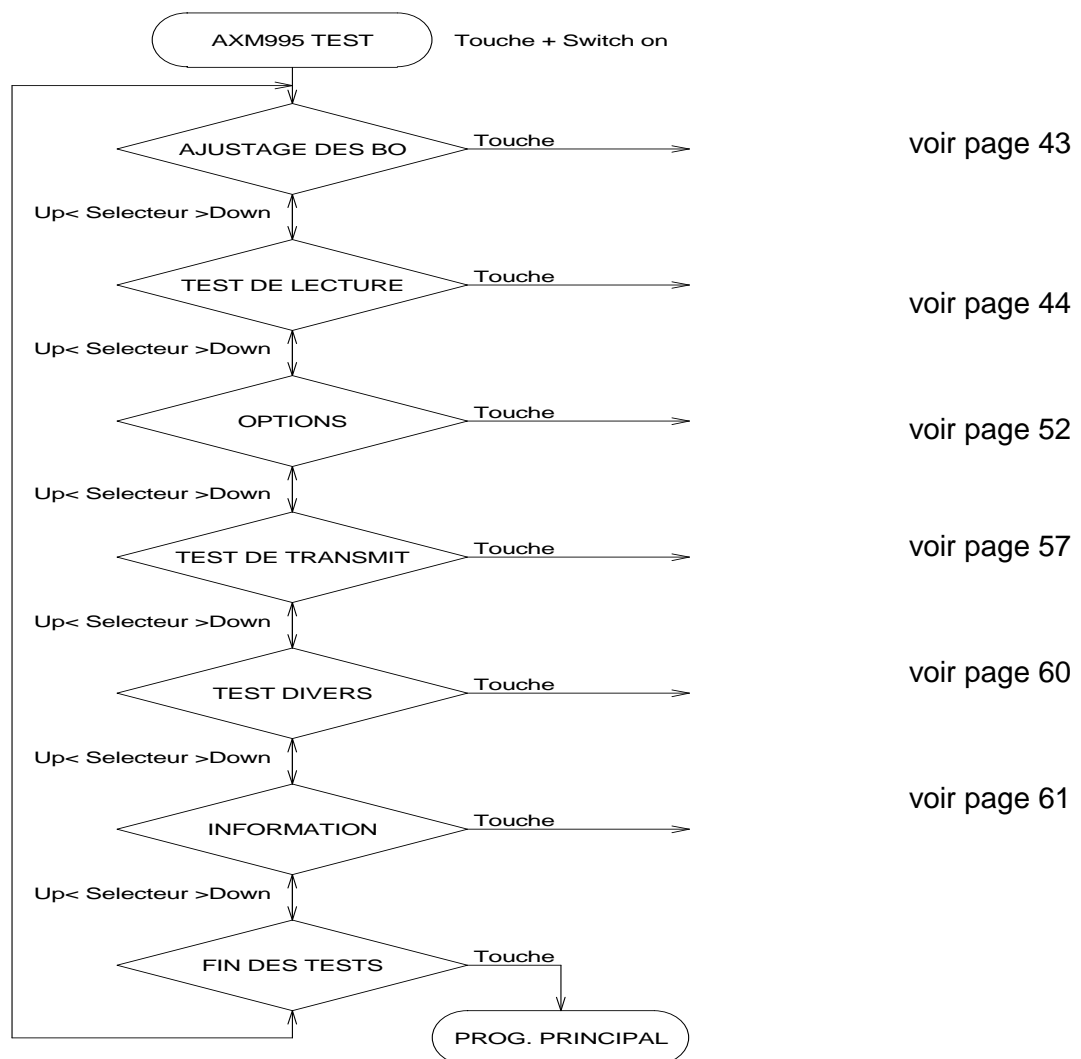 AXM995 TEST
Touche + Switch on
AJUSTAGE DES BO
Touche
voir page 43
Up< Selecteur >Down
TEST DE LECTURE
Touche
voir page 44
Up< Selecteur >Down
OPTIONS
Touche
voir page 52
Up< Selecteur >Down
TEST DE TRANSMIT
Touche
voir page 57
Up< Selecteur >Down
TEST DIVERS
Touche
voir page 60
Up< Selecteur >Down
INFORMATION
Touche
voir page 61
Up< Selecteur >Down
FIN DES TESTS
Touche
PROG. PRINCIPAL